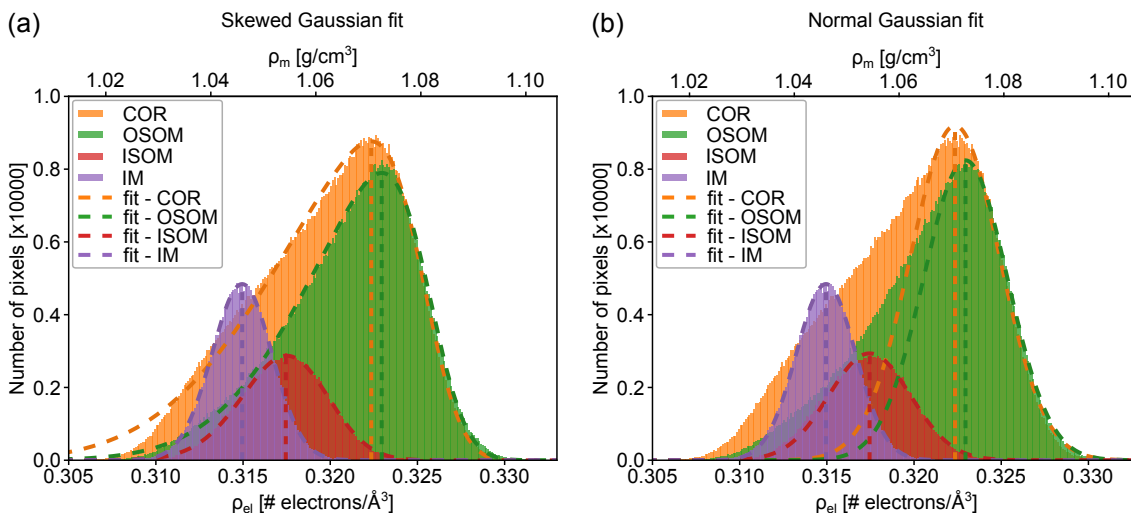 (a)
Skewed Gaussian fit
ρm [g/cm³]
1.02 1.04 1.06 1.08 1.10
1.0
0.8
0.6
0.4
0.2
0.0
Number of pixels [x10000]
COR
OSOM
ISOM
IM
fit - COR
fit - OSOM
fit - ISOM
fit - IM
0.305 0.310 0.315 0.320 0.325 0.330
ρel [# electrons/Å³]
(b)
Normal Gaussian fit
ρm [g/cm³]
1.02 1.04 1.06 1.08 1.10
1.0
0.8
0.6
0.4
0.2
0.0
Number of pixels [x10000]
COR
OSOM
ISOM
IM
fit - COR
fit - OSOM
fit - ISOM
fit - IM
0.305 0.310 0.315 0.320 0.325 0.330
ρel [# electrons/Å³]